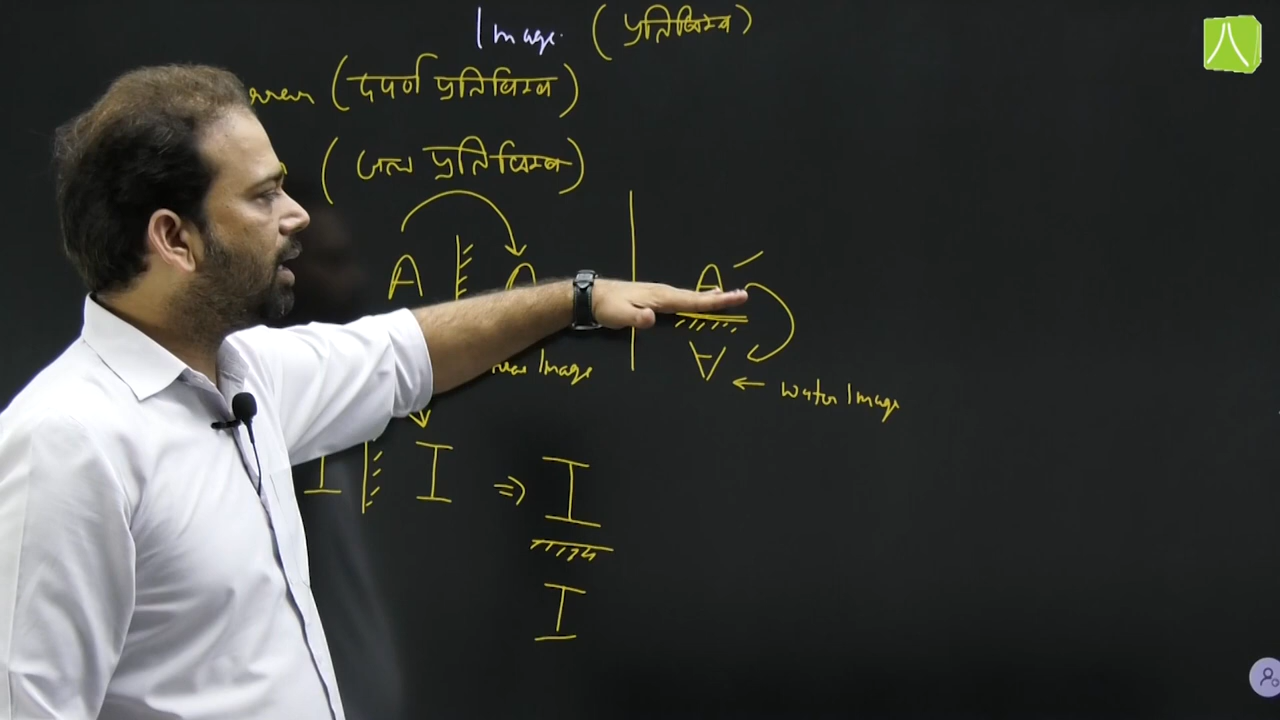 Image. (प्रतिबिम्ब)
(दर्पण प्रतिबिम्ब)
(जल प्रतिबिम्ब)
A A A
A
Image
← Water Image
I I ⇒ I
I